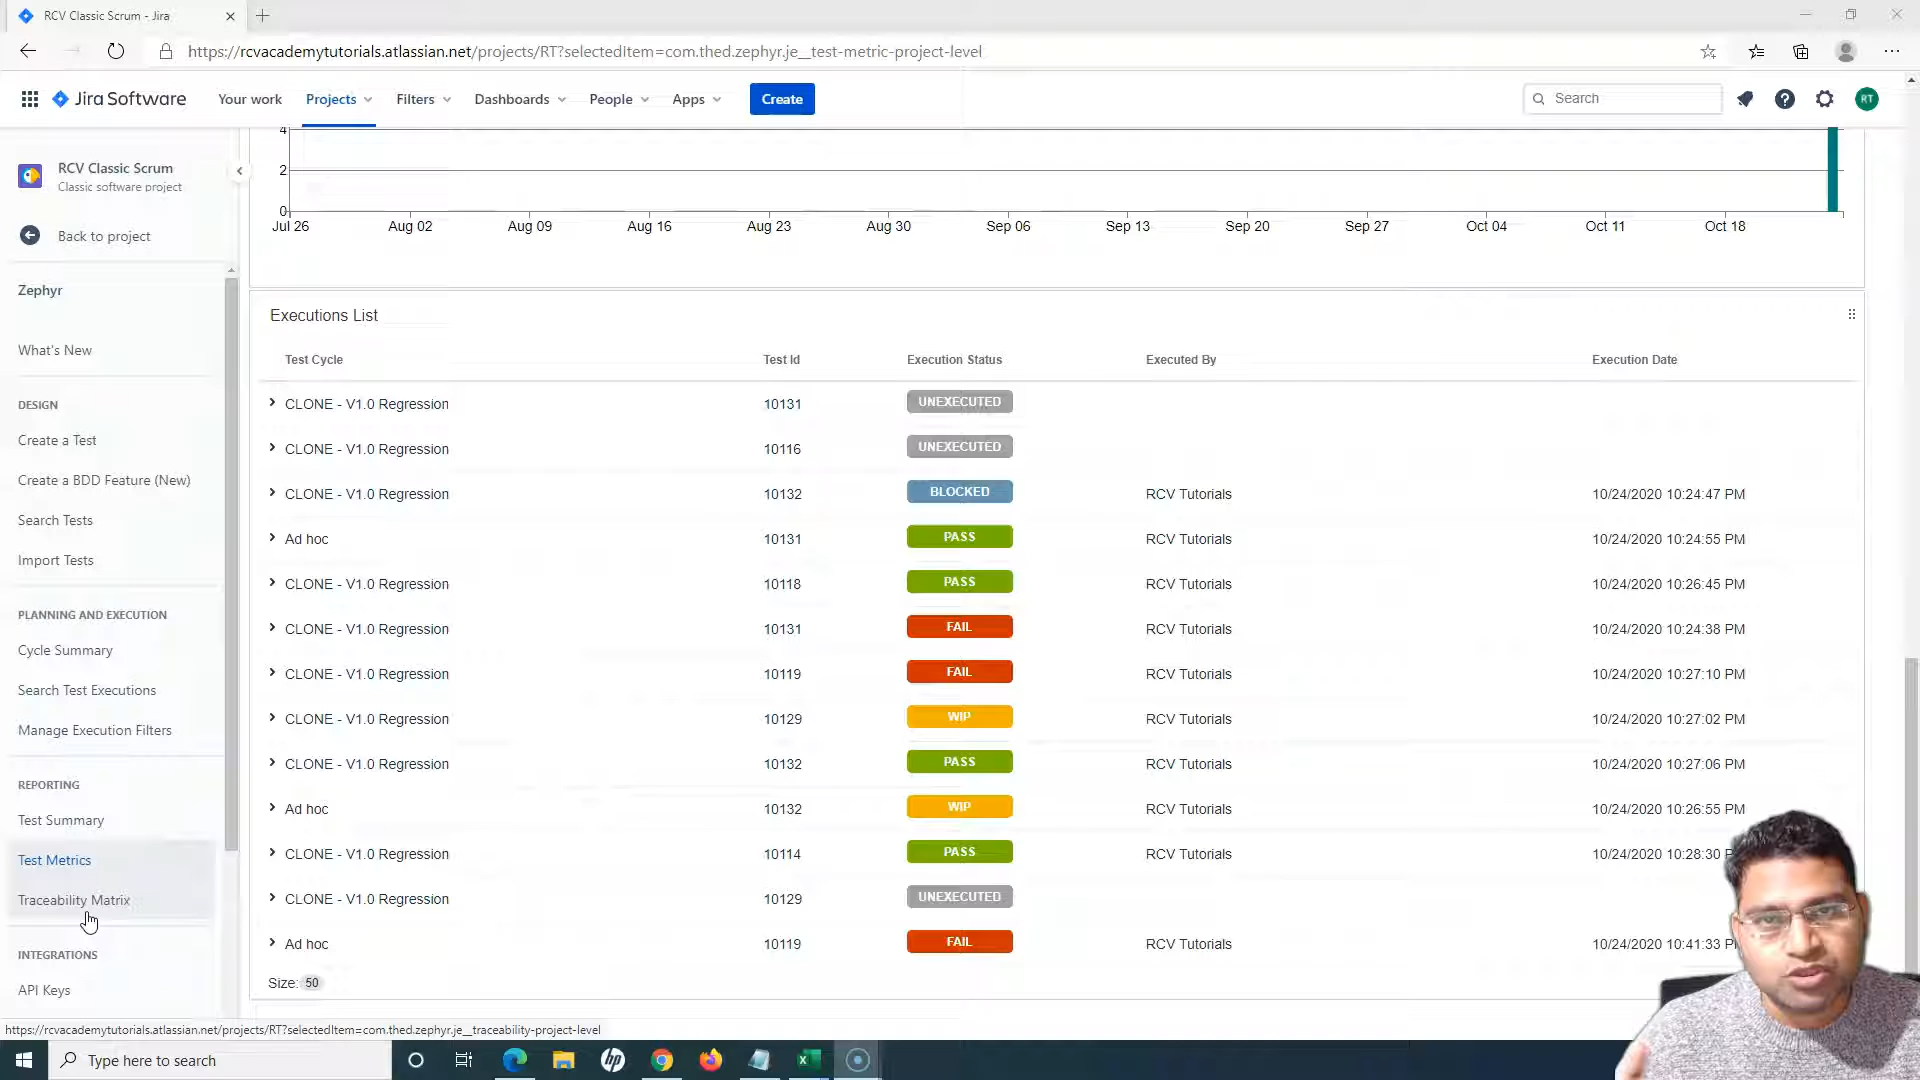 RCV Classic Scrum - Jira
https://rcvacademytutorials.atlassian.net/projects/RT?selectedItem=com.thed.zephyr.je__test-metric-project-level
Jira Software Your work Projects Filters Dashboards People Apps Create Search RT
RCV Classic Scrum
Classic software project
Back to project
Zephyr
What's New
DESIGN
Create a Test
Create a BDD Feature (New)
Search Tests
Import Tests
PLANNING AND EXECUTION
Cycle Summary
Search Test Executions
Manage Execution Filters
REPORTING
Test Summary
Test Metrics
Traceability Matrix
INTEGRATIONS
API Keys
4
2
0
Jul 26 Aug 02 Aug 09 Aug 16 Aug 23 Aug 30 Sep 06 Sep 13 Sep 20 Sep 27 Oct 04 Oct 11 Oct 18
Executions List
Test Cycle Test Id Execution Status Executed By Execution Date
CLONE - V1.0 Regression 10131 UNEXECUTED
CLONE - V1.0 Regression 10116 UNEXECUTED
CLONE - V1.0 Regression 10132 BLOCKED RCV Tutorials 10/24/2020 10:24:47 PM
Ad hoc 10131 PASS RCV Tutorials 10/24/2020 10:24:55 PM
CLONE - V1.0 Regression 10118 PASS RCV Tutorials 10/24/2020 10:26:45 PM
CLONE - V1.0 Regression 10131 FAIL RCV Tutorials 10/24/2020 10:24:38 PM
CLONE - V1.0 Regression 10119 FAIL RCV Tutorials 10/24/2020 10:27:10 PM
CLONE - V1.0 Regression 10129 WIP RCV Tutorials 10/24/2020 10:27:02 PM
CLONE - V1.0 Regression 10132 PASS RCV Tutorials 10/24/2020 10:27:06 PM
Ad hoc 10132 WIP RCV Tutorials 10/24/2020 10:26:55 PM
CLONE - V1.0 Regression 10114 PASS RCV Tutorials 10/24/2020 10:28:30 P
CLONE - V1.0 Regression 10129 UNEXECUTED
Ad hoc 10119 FAIL RCV Tutorials 10/24/2020 10:41:33 P
Size: 50
https://rcvacademytutorials.atlassian.net/projects/RT?selectedItem=com.thed.zephyr.je__traceability-project-level
Type here to search
hp